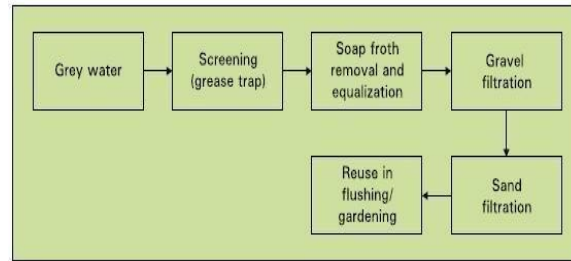 Grey water
Screening
(grease trap)
Soap froth
removal and
equalization
Gravel
filtration
Sand
filtration
Reuse in
flushing/
gardening